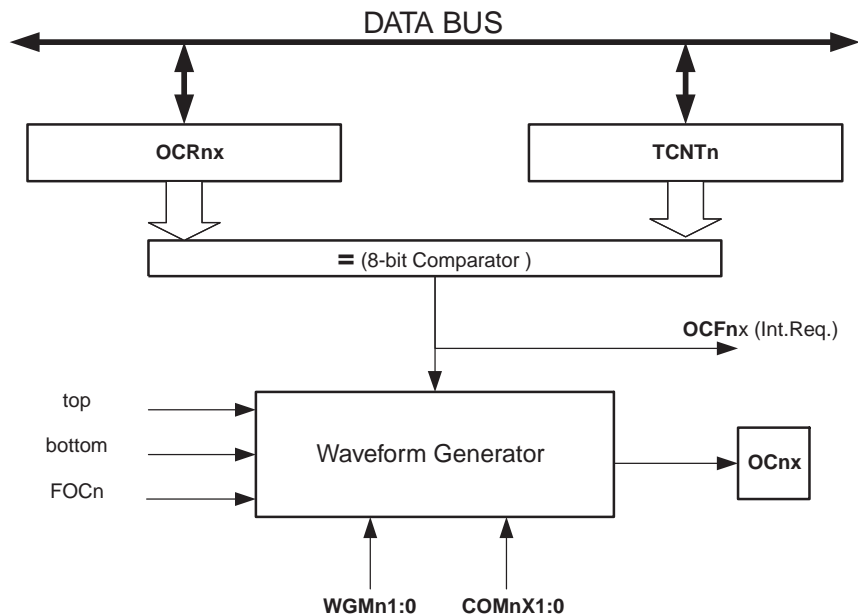 DATA BUS
OCRnx
TCNTn
= (8-bit Comparator )
OCFnx (Int.Req.)
top
bottom
FOCn
Waveform Generator
OCnx
WGMn1:0
COMnX1:0